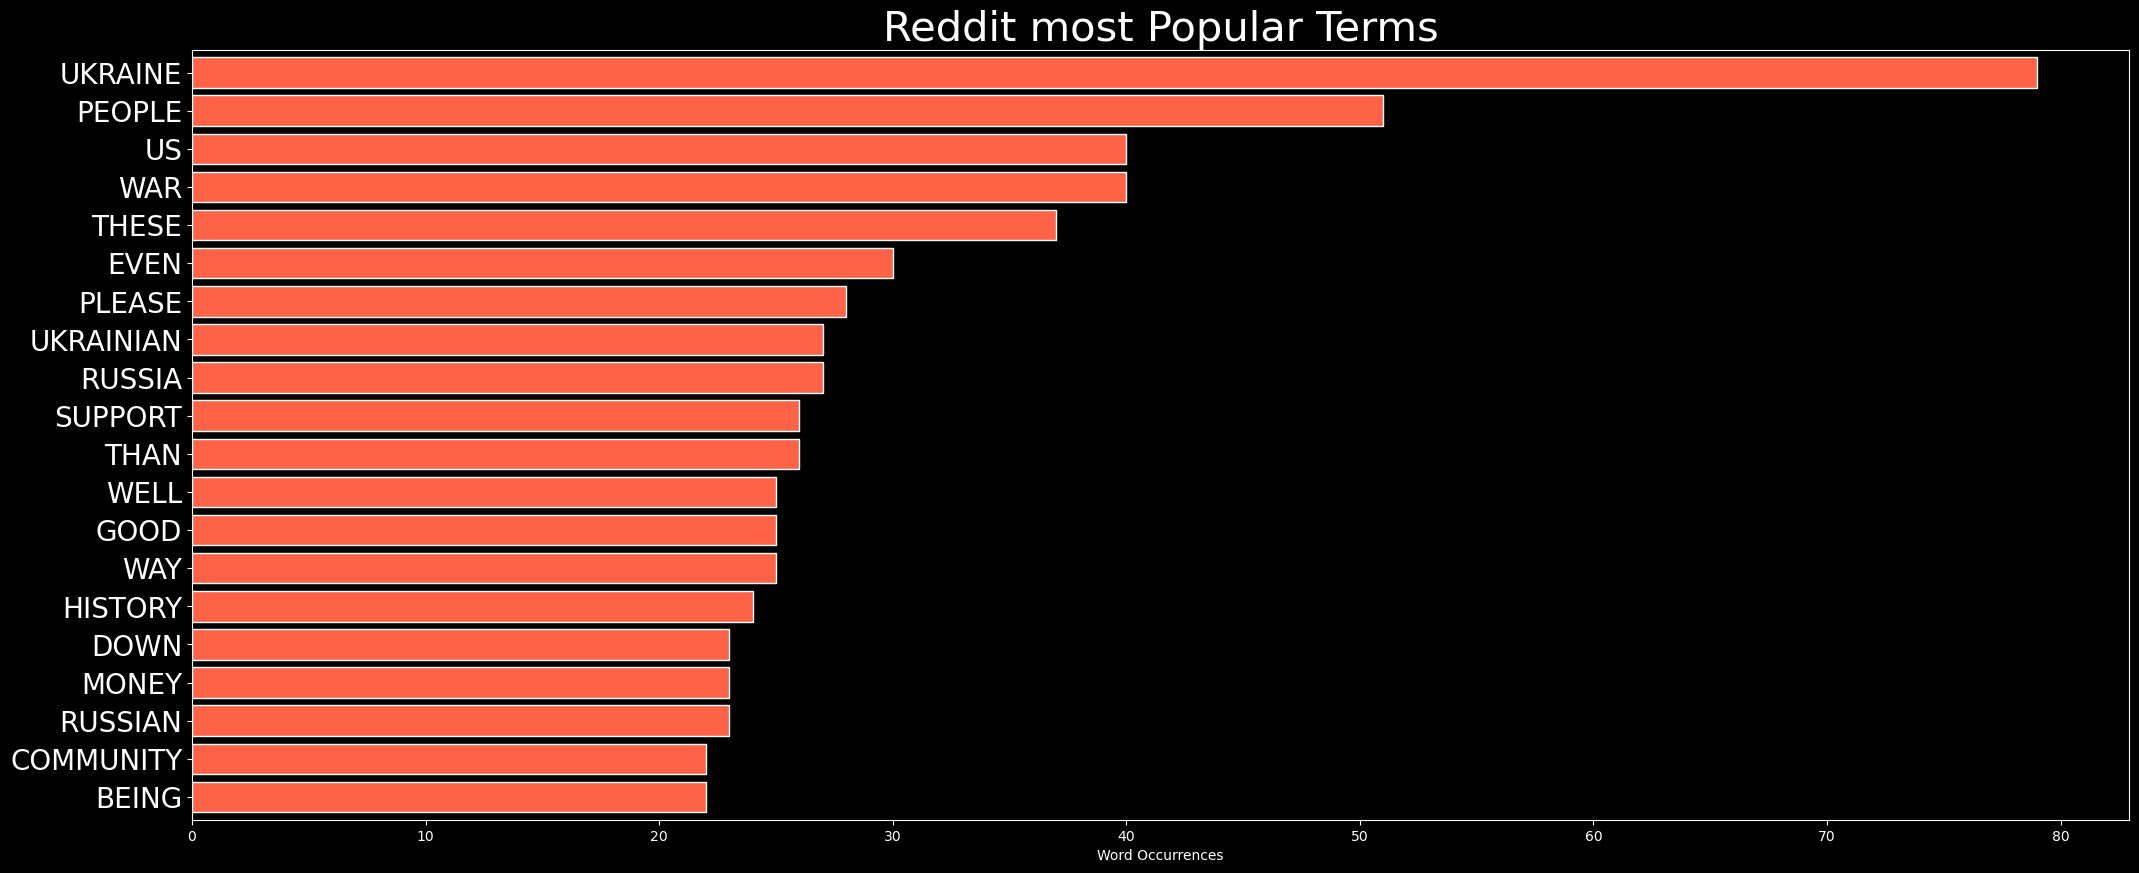 Reddit most Popular Terms
UKRAINE
PEOPLE
US
WAR
THESE
EVEN
PLEASE
UKRAINIAN
RUSSIA
SUPPORT
THAN
WELL
GOOD
WAY
HISTORY
DOWN
MONEY
RUSSIAN
COMMUNITY
BEING
0 10 20 30 40 50 60 70 80
Word Occurrences